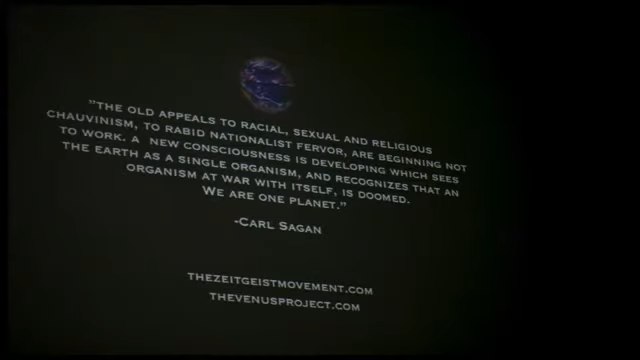 "THE OLD APPEALS TO RACIAL, SEXUAL AND RELIGIOUS
CHAUVINISM, TO RABID NATIONALIST FERVOR, ARE BEGINNING NOT
TO WORK. A NEW CONSCIOUSNESS IS DEVELOPING WHICH SEES
THE EARTH AS A SINGLE ORGANISM, AND RECOGNIZES THAT AN
ORGANISM AT WAR WITH ITSELF, IS DOOMED.
WE ARE ONE PLANET."
-CARL SAGAN
THEZEITGEISTMOVEMENT.COM
THEVENUSPROJECT.COM